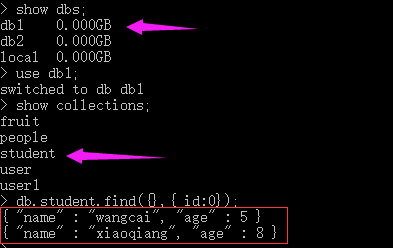 > show dbs;
db1    0.000GB
db2    0.000GB
local  0.000GB
> use db1;
switched to db db1
> show collections;
fruit
people
student
user
user1
> db.student.find({},{_id:0});
{ "name" : "wangcai", "age" : 5 }
{ "name" : "xiaoqiang", "age" : 8 }